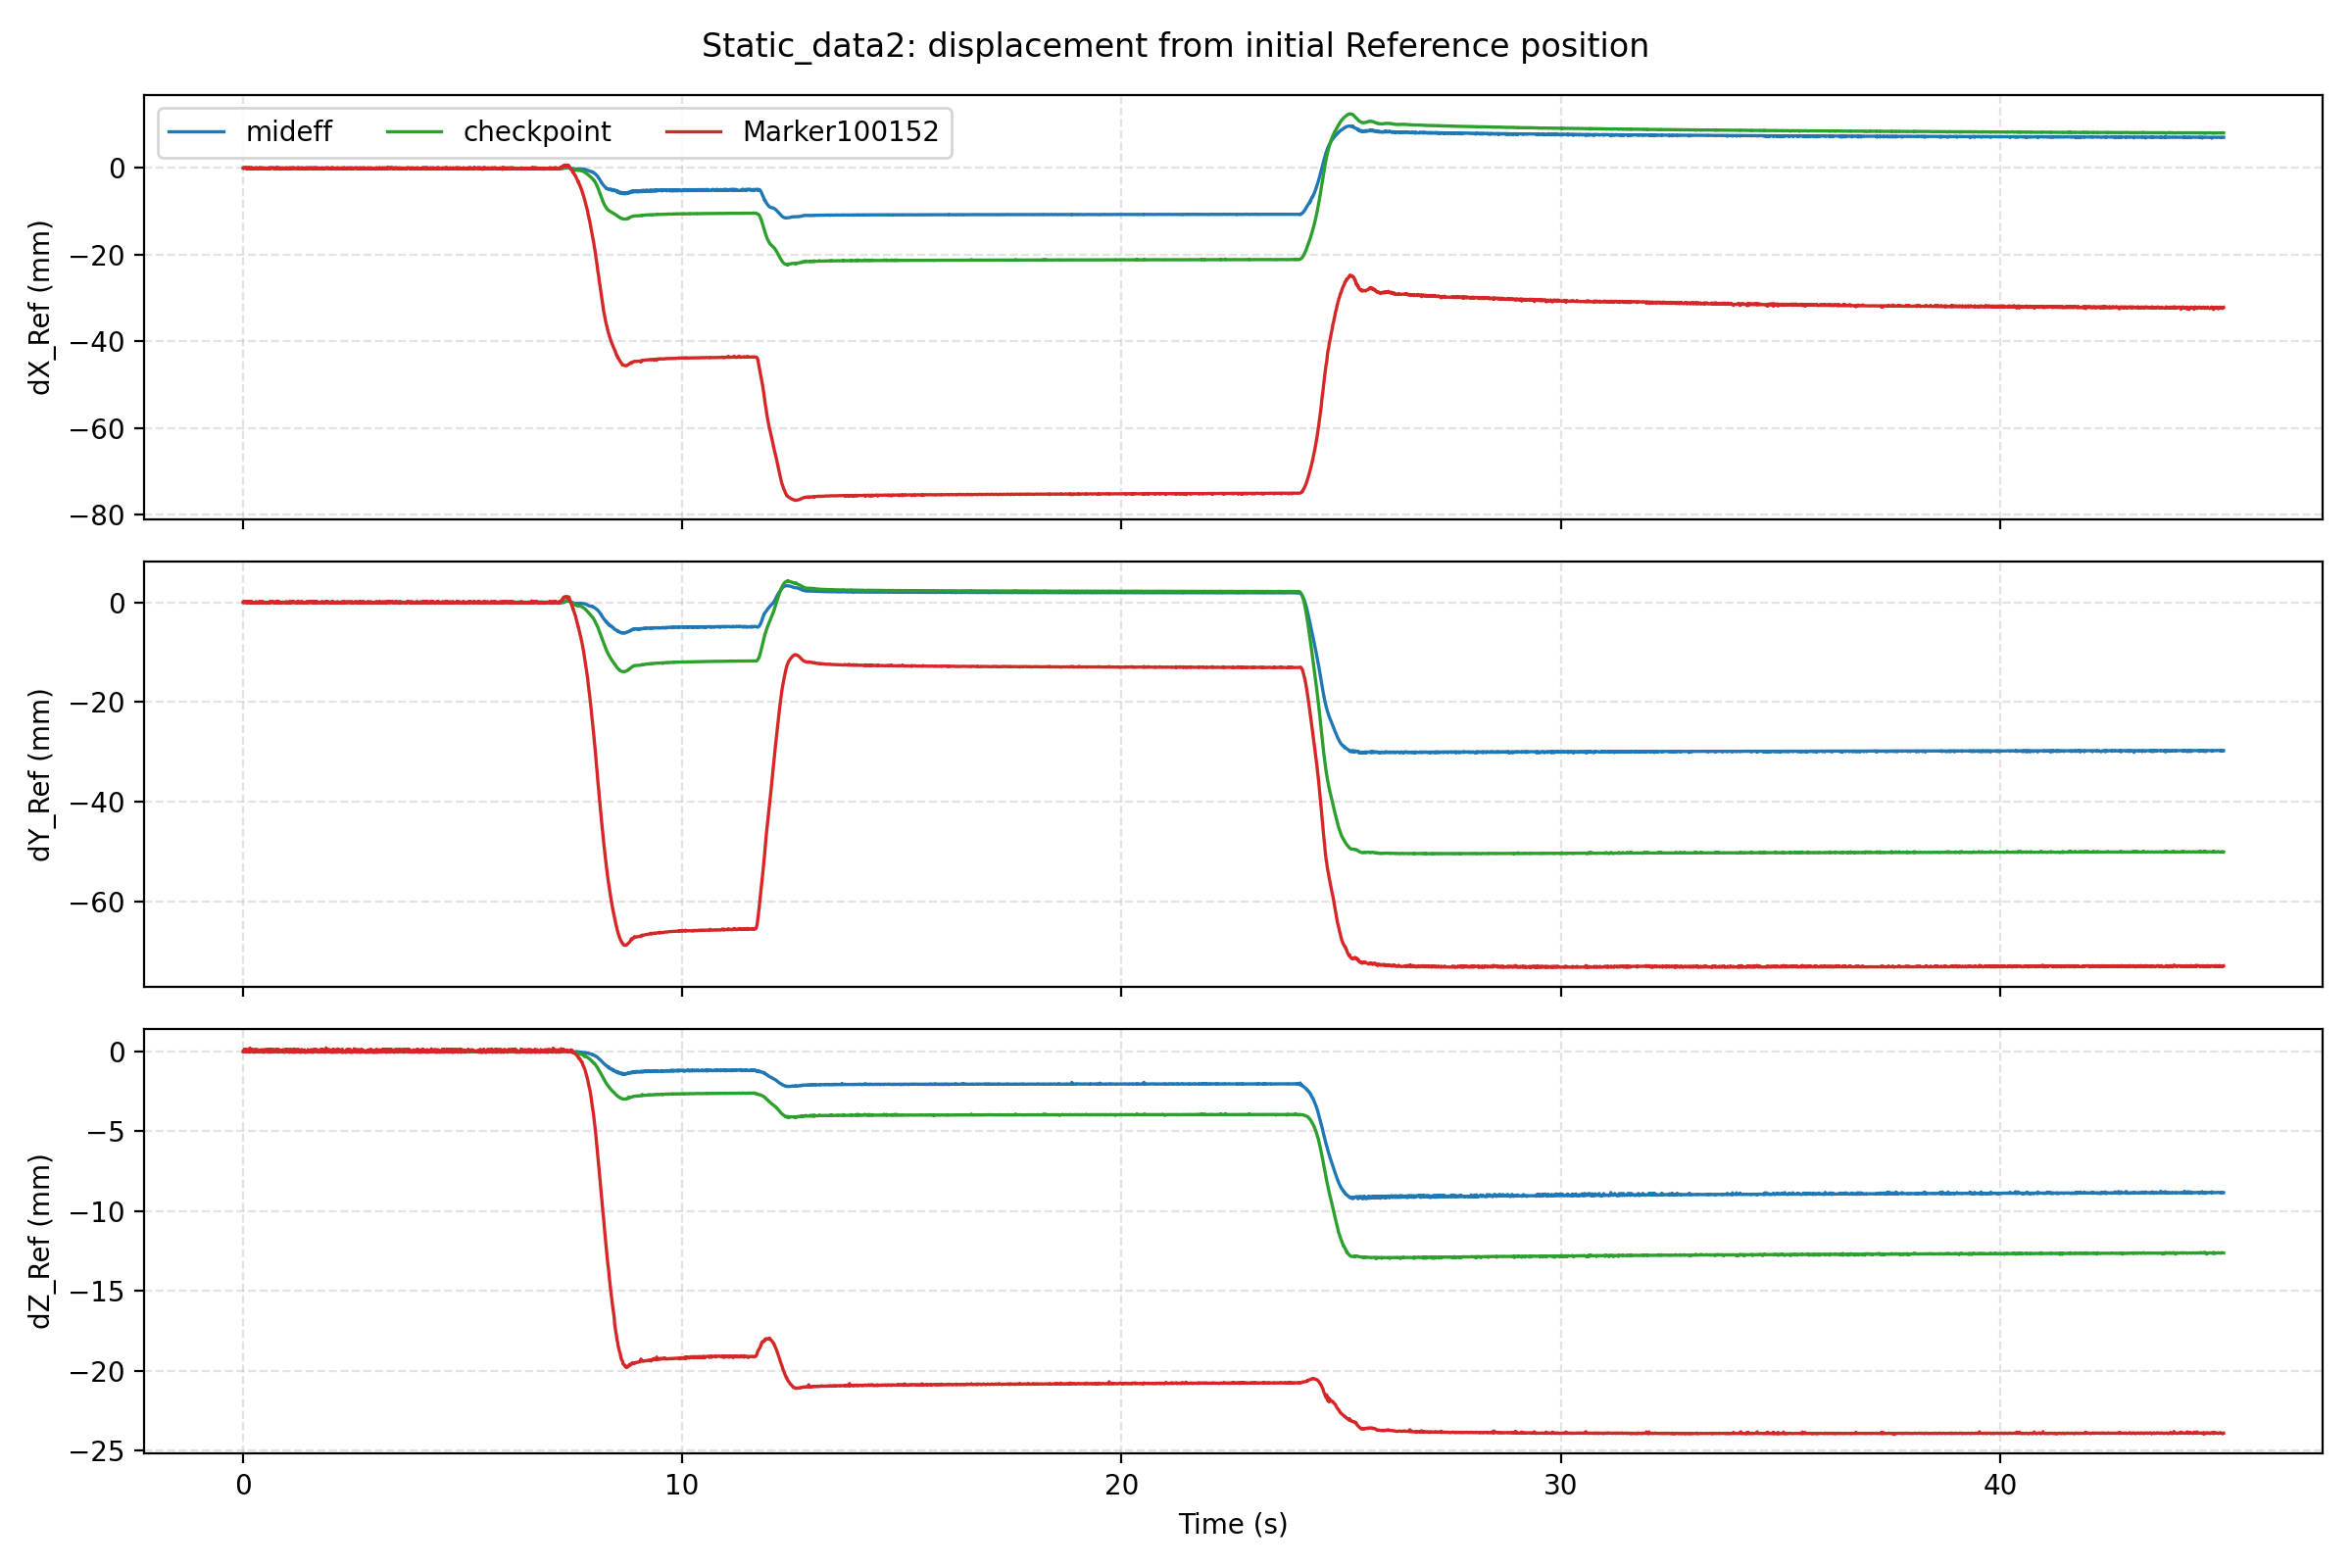 Static_data2: displacement from initial Reference position
mideff checkpoint Marker100152
dX_Ref (mm)
0
−20
−40
−60
−80
dY_Ref (mm)
0
−20
−40
−60
dZ_Ref (mm)
0
−5
−10
−15
−20
−25
0 10 20 30 40
Time (s)